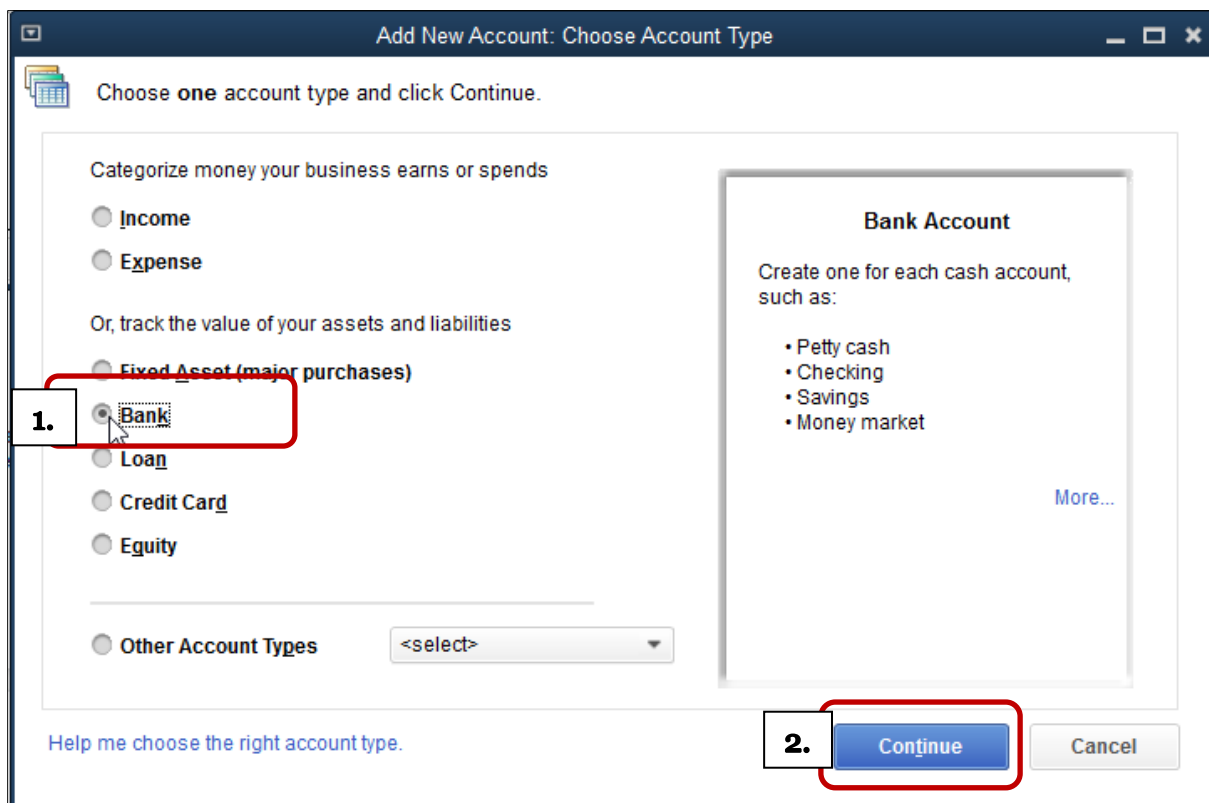 Add New Account: Choose Account Type
Choose one account type and click Continue.
Categorize money your business earns or spends
Income
Expense
Or, track the value of your assets and liabilities
Fixed Asset (major purchases)
1.
Bank
Loan
Credit Card
Equity
Other Account Types
<select>
Bank Account
Create one for each cash account,
such as:
• Petty cash
• Checking
• Savings
• Money market
More...
Help me choose the right account type.
2.
Continue
Cancel